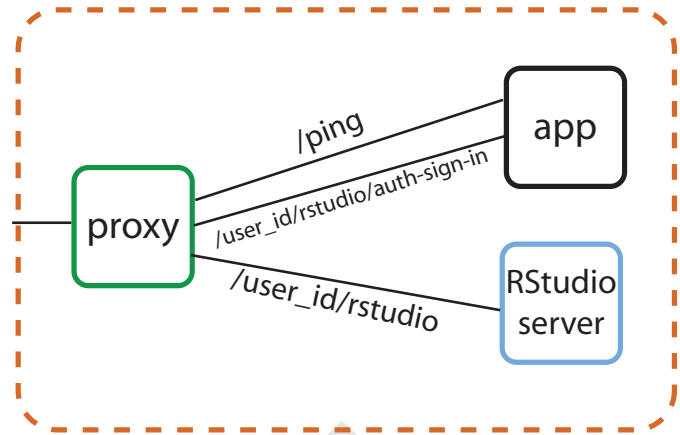 /ping
app
proxy
/user_id/rstudio/auth-sign-in
/user_id/rstudio
RStudio
server